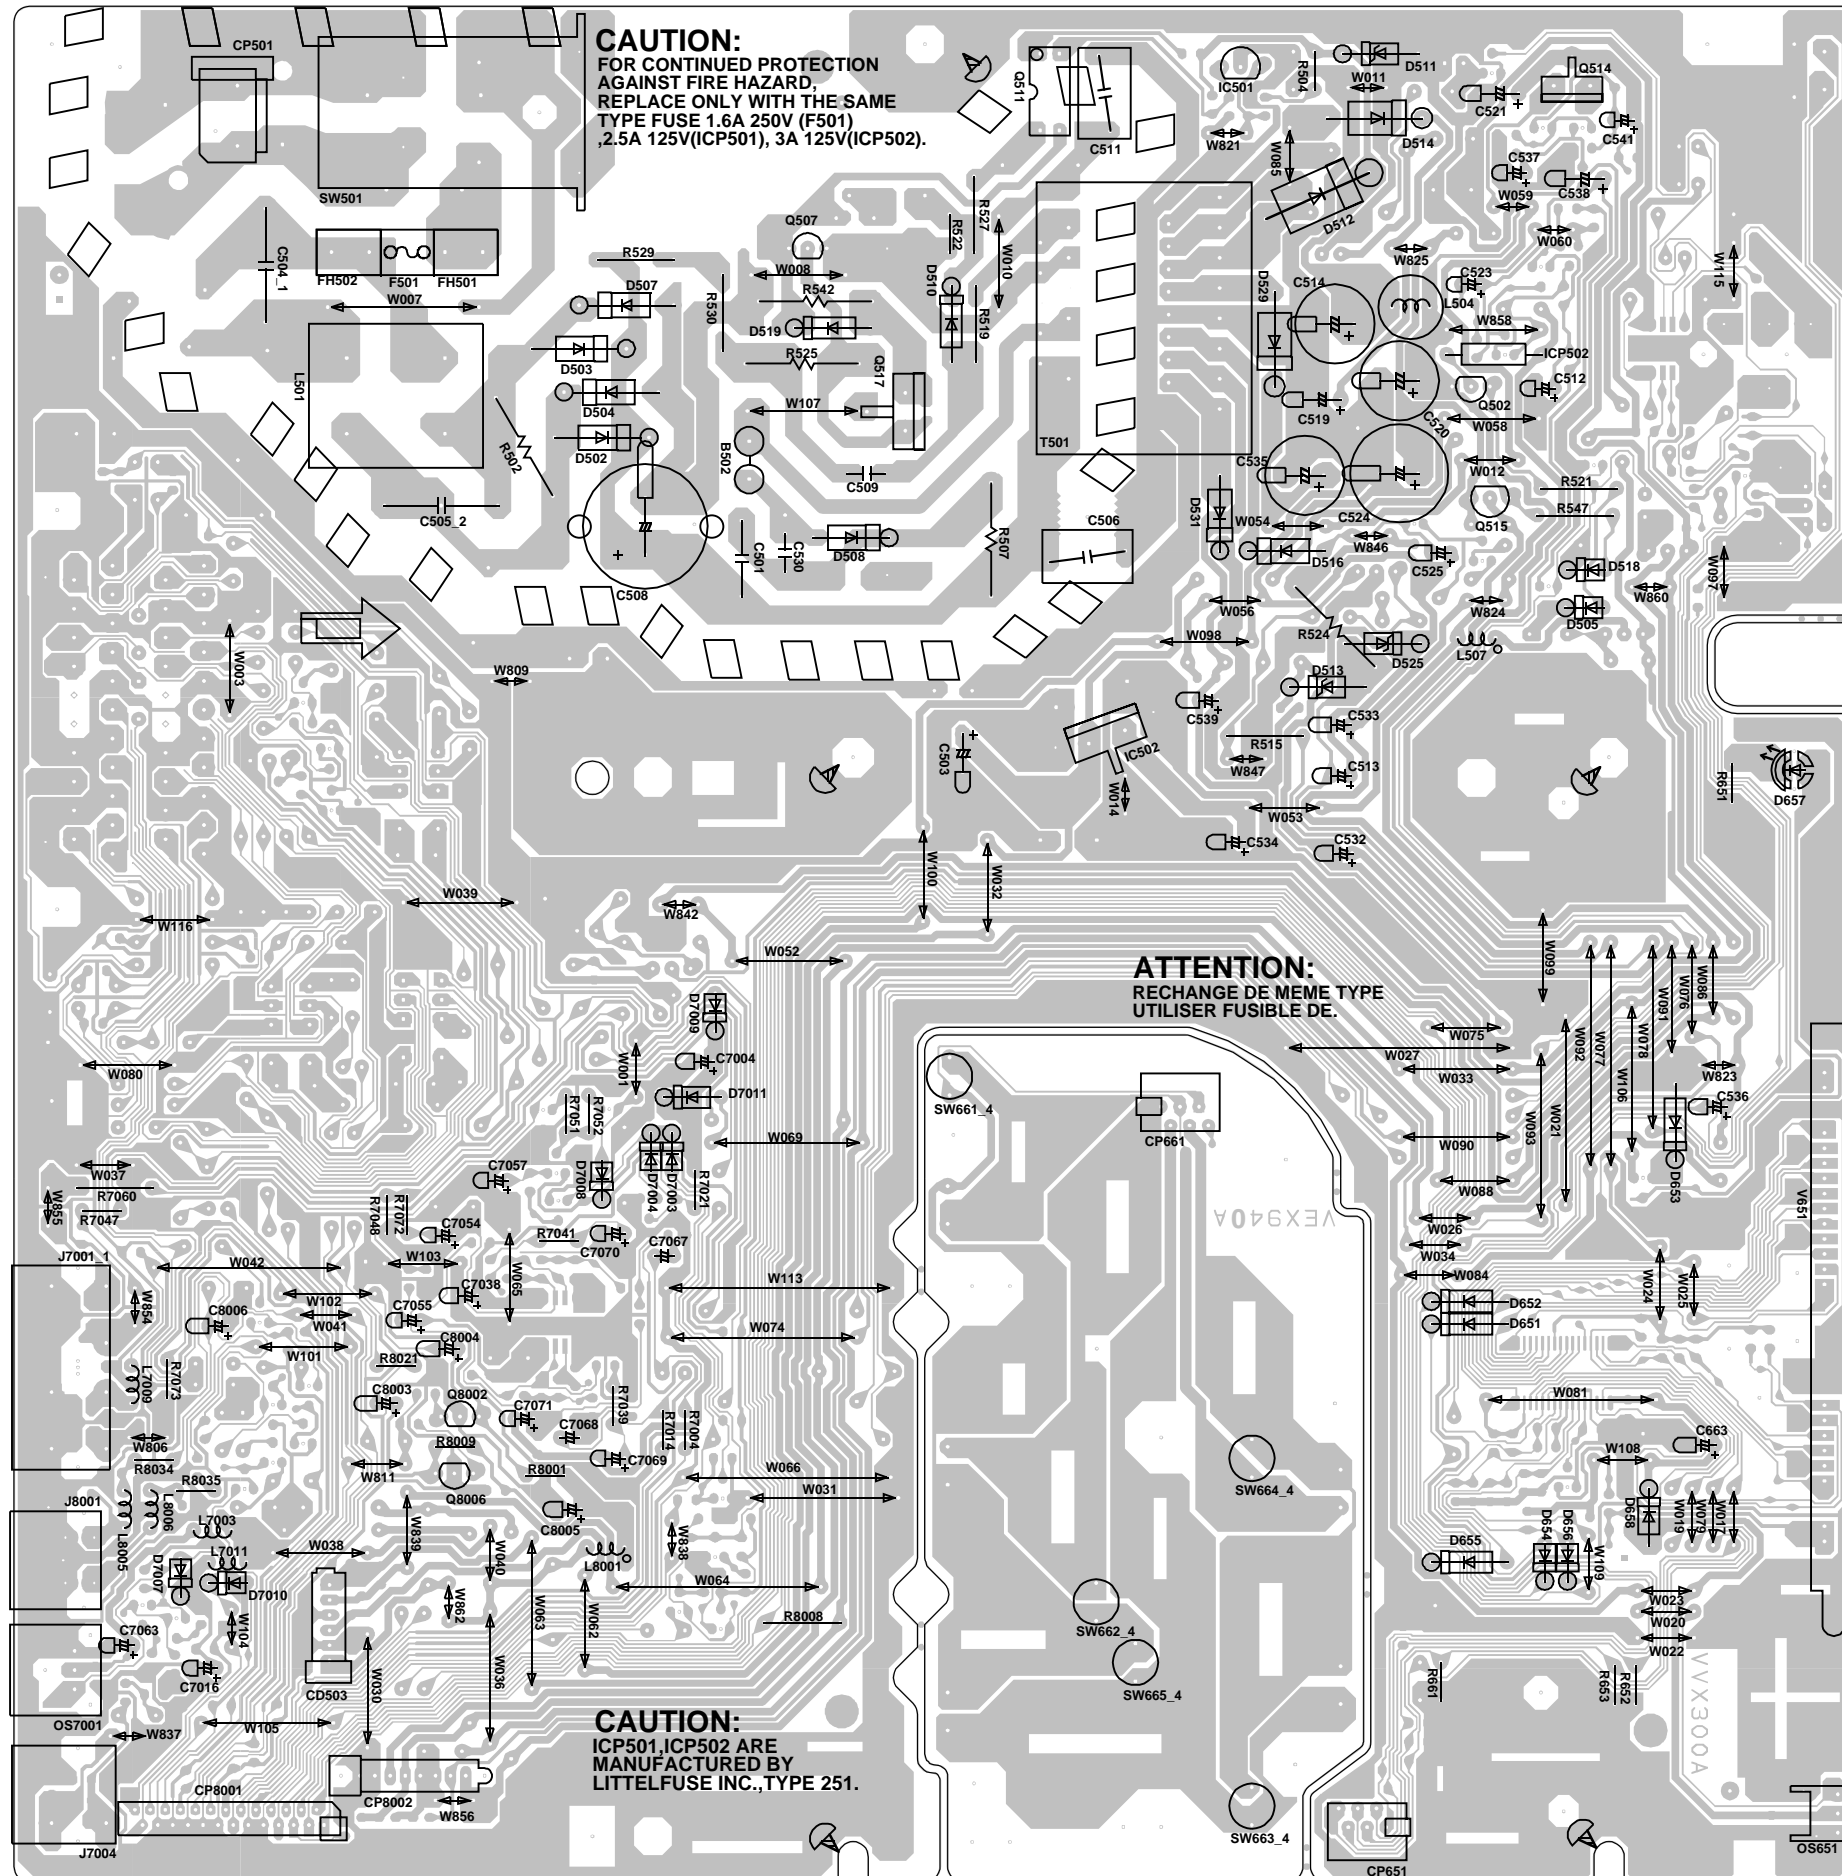 CP501
SW501
CAUTION:
FOR CONTINUED PROTECTION
AGAINST FIRE HAZARD,
REPLACE ONLY WITH THE SAME
TYPE FUSE 1.6A 250V (F501)
,2.5A 125V(ICP501), 3A 125V(ICP502).
Q511
C511
IC501
R504
W011
D511
C521
Q514
C541
W821
W085
D514
D512
C537
W059
C538
W060
W115
C504_1
FH502
F501
FH501
W007
L501
R502
C505_2
R529
D507
D503
D504
D502
R530
Q507
W008
R542
D519
R525
W107
B502
Q517
C509
R522
R527
W010
D510
R519
T501
C508
C501
C530
D508
R507
C506
D529
C514
W825
L504
C523
W858
ICP502
C519
C520
Q502
C512
W058
C535
C524
W012
Q515
R521
R547
D531
W054
D516
W846
C525
D518
D505
W860
W097
W824
L507
W056
W098
R524
D525
D513
C539
C533
R515
W847
C513
IC502
W014
W053
C534
C532
R651
D657
W003
W809
C503
W039
W116
W842
W100
W032
W052
ATTENTION:
RECHANGE DE MEME TYPE
UTILISER FUSIBLE DE.
W099
W092
W077
W078
W091
W076
W086
W075
W027
W033
W106
W823
C536
W080
D7009
C7004
W001
D7011
R7051
R7052
W069
SW661_4
CP661
W090
W093
W021
D653
W088
W037
R7060
W855
R7047
C7057
D7008
D7004
D7003
R7021
R7048
R7072
C7054
R7041
C7070
C7067
VEX940A
W026
W034
V651
J7001_1
W042
W103
W065
W113
W084
W024
W025
W854
W102
W041
C7038
C8006
C7055
C8004
W101
R8021
W074
D652
D651
L7009
R7073
C8003
Q8002
C7071
C7068
R7039
R7014
R7004
W081
C663
W108
W806
R8034
R8035
W811
R8009
Q8006
R8001
C7069
W066
W031
SW664_4
J8001
L8005
L8006
L7003
L7011
W839
C8005
W838
D658
W019
W079
W017
D7007
D7010
W038
W040
L8001
W064
D655
D654
D656
W109
W104
W862
W063
W062
R8008
SW662_4
W023
W020
W022
C7063
C7016
CD503
W030
W036
SW665_4
R661
R653
R652
VVX300A
OS7001
W837
W105
CAUTION:
ICP501,ICP502 ARE
MANUFACTURED BY
LITTELFUSE INC.,TYPE 251.
CP8001
CP8002
W856
J7004
SW663_4
CP651
OS651